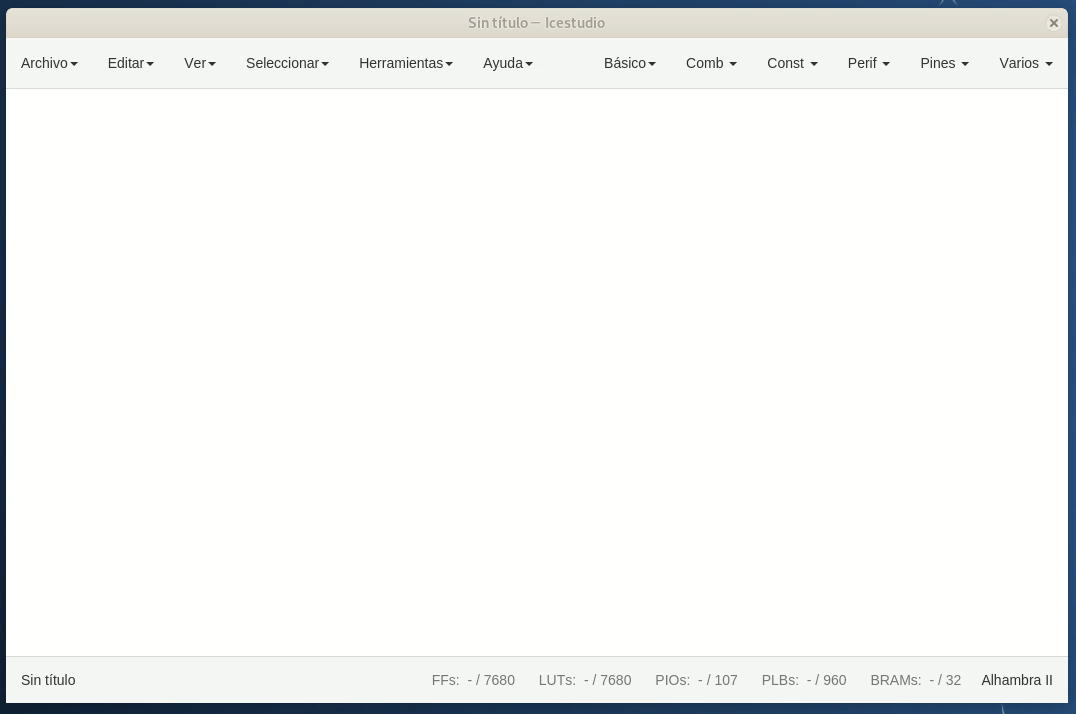 Sin título — Icestudio
Archivo Editar Ver Seleccionar Herramientas Ayuda Básico Comb Const Perif Pines Varios
Sin título FFs: - / 7680 LUTs: - / 7680 PIOs: - / 107 PLBs: - / 960 BRAMs: - / 32 Alhambra II